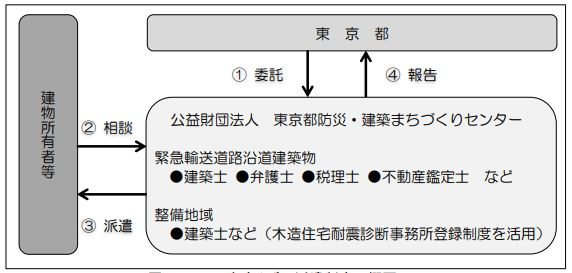 東 京 都
① 委託
④ 報告
建物所有者等
② 相談
③ 派遣
公益財団法人 東京都防災・建築まちづくりセンター
緊急輸送道路沿道建築物
●建築士 ●弁護士 ●税理士 ●不動産鑑定士 など
整備地域
●建築士など（木造住宅耐震診断事務所登録制度を活用）